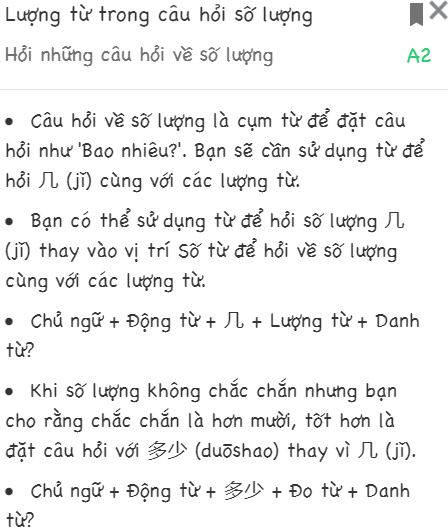 Lượng từ trong câu hỏi số lượng
Hỏi những câu hỏi về số lượng
A2
• Câu hỏi về số lượng là cụm từ để đặt câu
hỏi như 'Bao nhiêu?'. Bạn sẽ cần sử dụng từ để
hỏi 几 (jǐ) cùng với các lượng từ.
• Bạn có thể sử dụng từ để hỏi số lượng 几
(jǐ) thay vào vị trí Số từ để hỏi về số lượng
cùng với các lượng từ.
• Chủ ngữ + Động từ + 几 + Lượng từ + Danh
từ?
• Khi số lượng không chắc chắn nhưng bạn
cho rằng chắc chắn là hơn mười, tốt hơn là
đặt câu hỏi với 多少 (duōshao) thay vì 几 (jǐ).
• Chủ ngữ + Động từ + 多少 + Đo từ + Danh
từ?